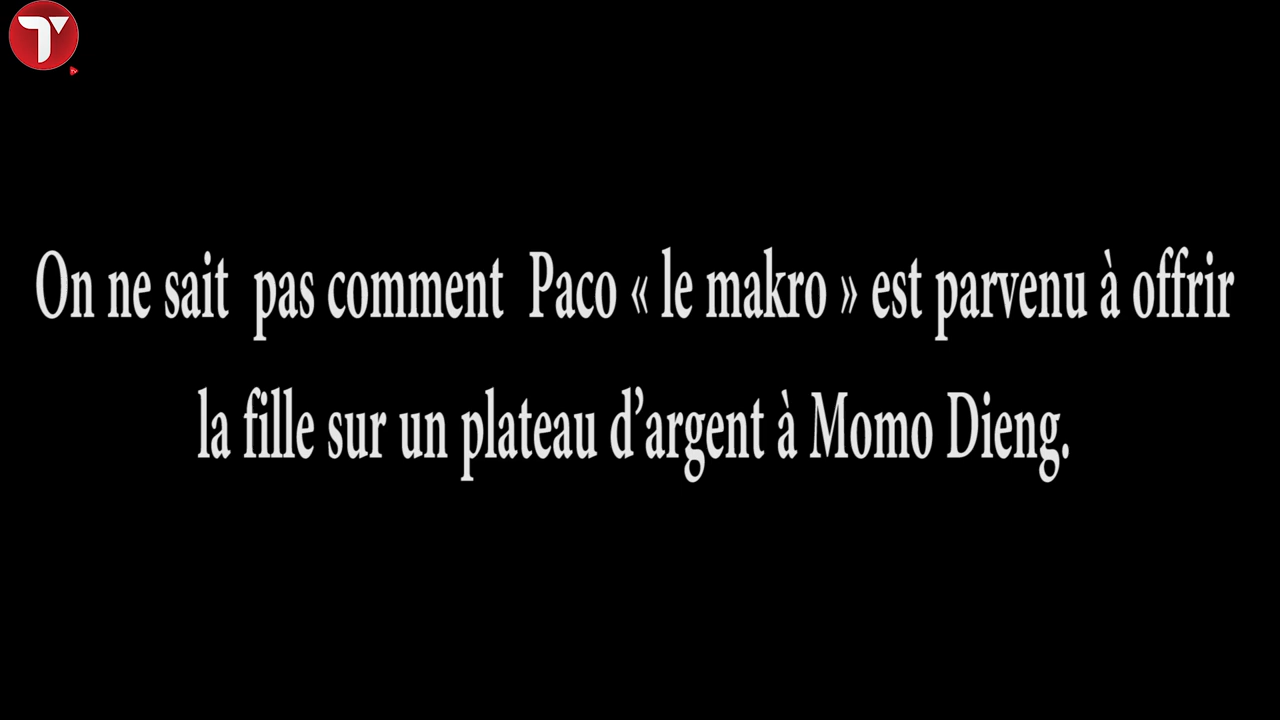 On ne sait pas comment Paco « le makro » est parvenu à offrir
la fille sur un plateau d’argent à Momo Dieng.